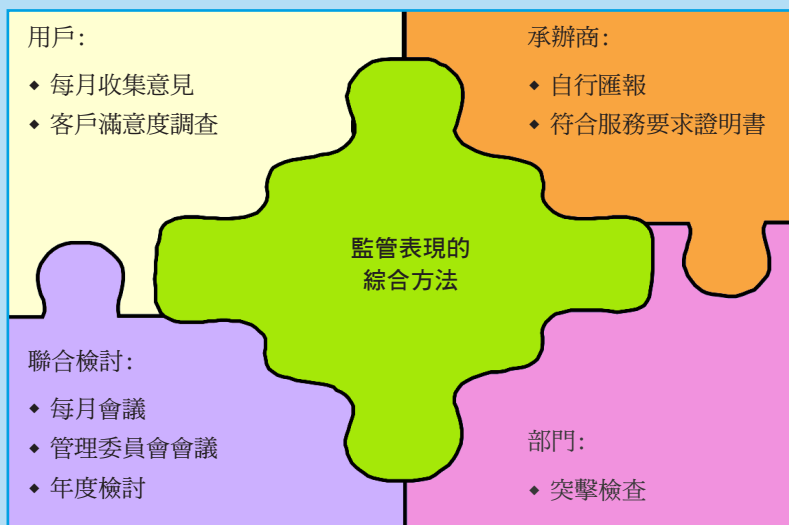 用戶：
◆ 每月收集意見
◆ 客戶滿意度調查
承辦商：
◆ 自行匯報
◆ 符合服務要求證明書
監管表現的
綜合方法
聯合檢討：
◆ 每月會議
◆ 管理委員會會議
◆ 年度檢討
部門：
◆ 突擊檢查